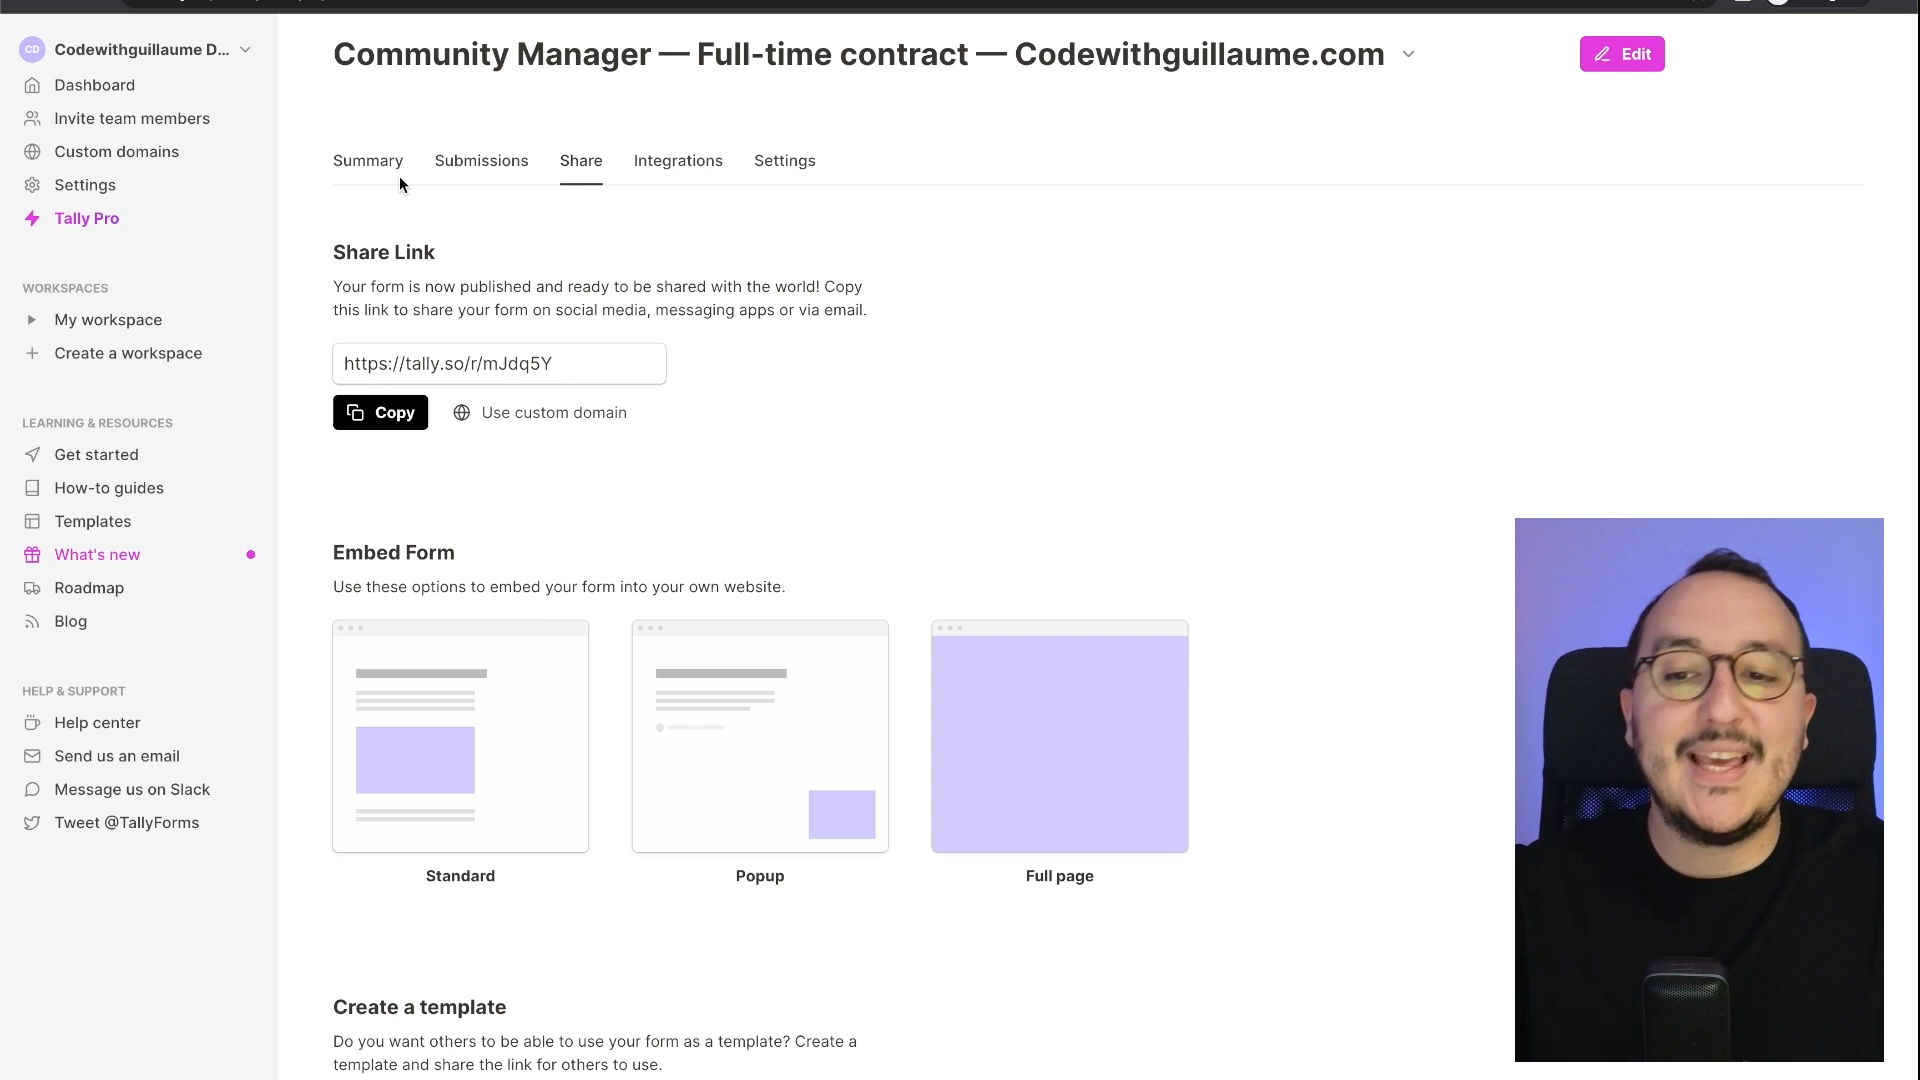 CD Codewithguillaume D...
Dashboard
Invite team members
Custom domains
Settings
Tally Pro
WORKSPACES
My workspace
Create a workspace
LEARNING & RESOURCES
Get started
How-to guides
Templates
What's new
Roadmap
Blog
HELP & SUPPORT
Help center
Send us an email
Message us on Slack
Tweet @TallyForms
Community Manager — Full-time contract — Codewithguillaume.com
Edit
Summary Submissions Share Integrations Settings
Share Link
Your form is now published and ready to be shared with the world! Copy
this link to share your form on social media, messaging apps or via email.
https://tally.so/r/mJdq5Y
Copy Use custom domain
Embed Form
Use these options to embed your form into your own website.
Standard Popup Full page
Create a template
Do you want others to be able to use your form as a template? Create a
template and share the link for others to use.